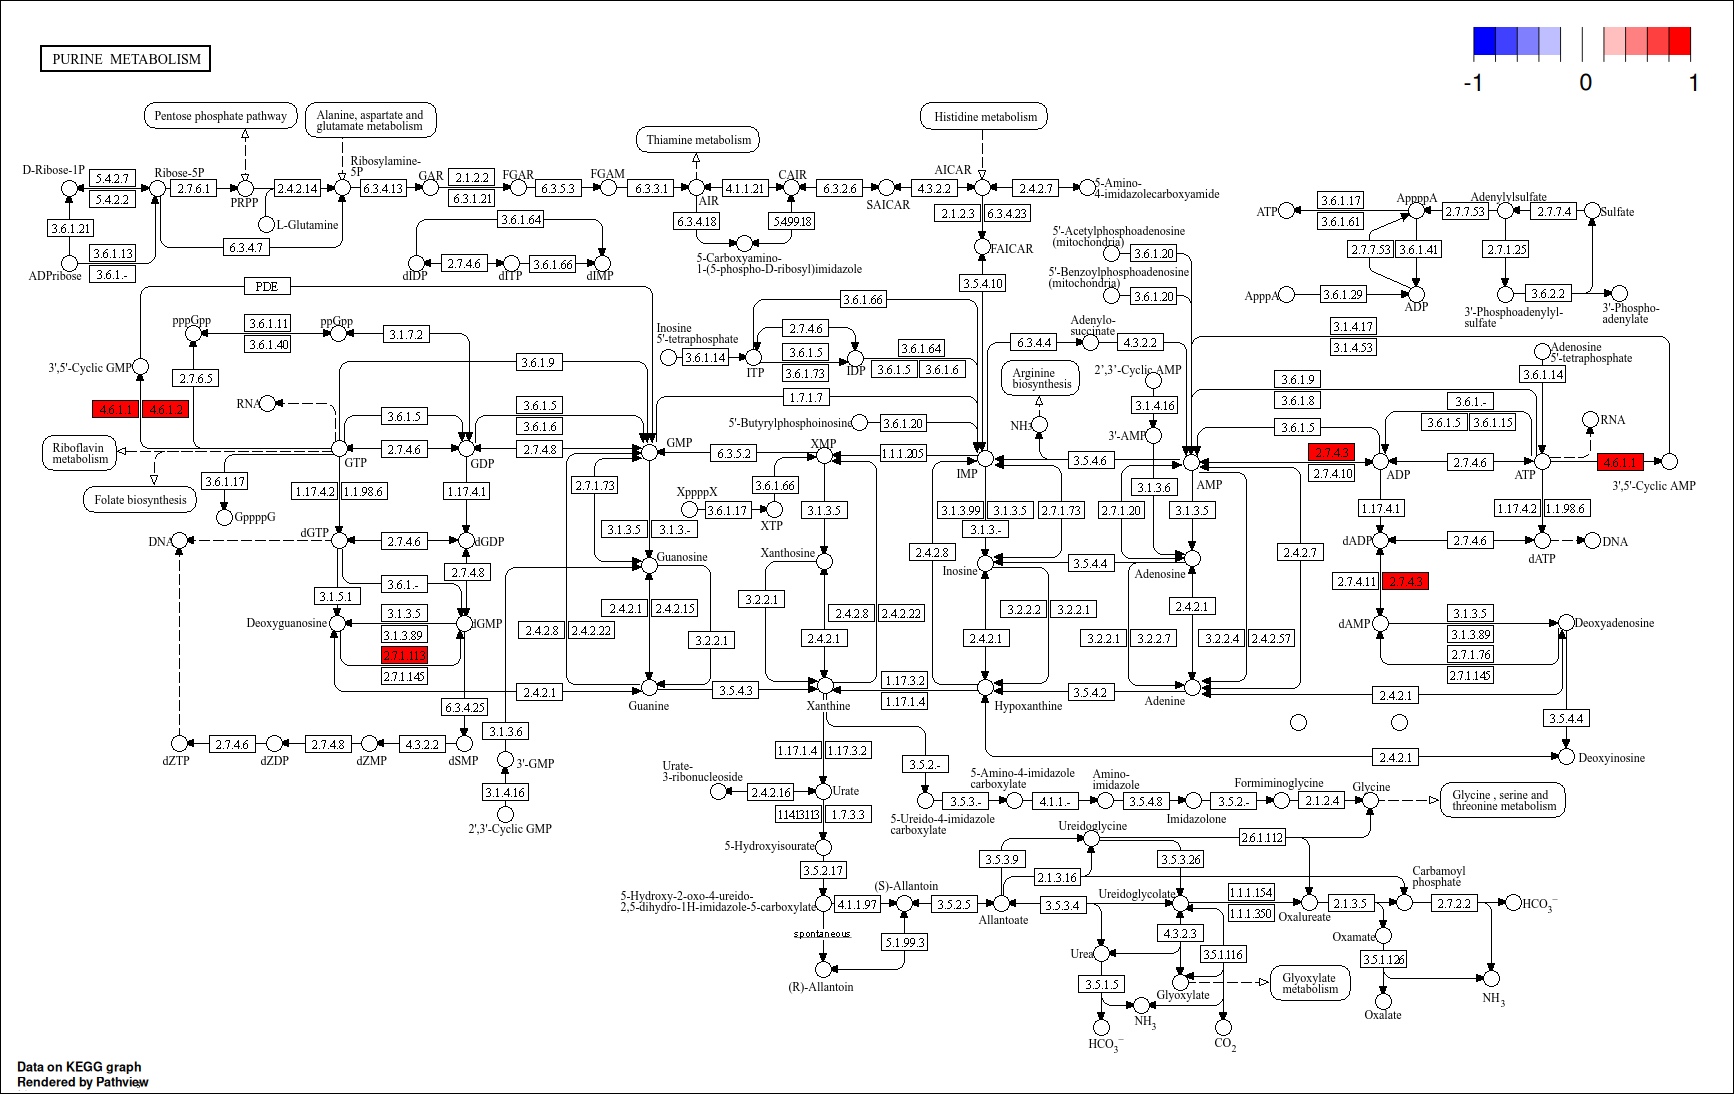 PURINE METABOLISM
-1
0
1
Pentose phosphate pathway
Alanine, aspartate and
glutamate metabolism
Thiamine metabolism
Histidine metabolism
D-Ribose-1P
5.4.2.7
5.4.2.2
Ribose-5P
2.7.6.1
PRPP
2.4.2.14
Ribosylamine-
5P
6.3.4.13
GAR
2.1.2.2
6.3.1.21
FGAR
6.3.5.3
FGAM
6.3.3.1
AIR
4.1.1.21
CAIR
6.3.2.6
SAICAR
4.3.2.2
AICAR
2.4.2.7
5-Amino-
4-imidazolecarboxyamide
L-Glutamine
3.6.1.21
3.6.1.13
3.6.1.-
ADPribose
6.3.4.7
3.6.1.64
dIDP
2.7.4.6
dITP
3.6.1.66
dIMP
6.3.4.18
5.4.99.18
5-Carboxyamino-
1-(5-phospho-D-ribosyl)imidazole
2.1.2.3
6.3.4.23
FAICAR
3.5.4.10
5'-Acetylphosphoadenosine
(mitochondria)
3.6.1.20
5'-Benzoylphosphoadenosine
(mitochondria)
3.6.1.20
ATP
3.6.1.17
3.6.1.61
AppppA
2.7.7.53
Adenylylsulfate
2.7.7.4
Sulfate
2.7.7.53
3.6.1.41
2.7.1.25
ApppA
3.6.1.29
ADP
3.6.2.2
3'-Phosphoadenylyl-
sulfate
3'-Phospho-
adenylate
PDE
pppGpp
3.6.1.11
3.6.1.40
ppGpp
3.1.7.2
3',5'-Cyclic GMP
2.7.6.5
4.6.1.1
4.6.1.2
RNA
3.6.1.9
3.6.1.5
3.6.1.5
3.6.1.6
Riboflavin
metabolism
Folate biosynthesis
GTP
2.7.4.6
GDP
2.7.4.8
GMP
6.3.5.2
XMP
1.1.1.205
IMP
3.5.4.6
AMP
2.7.4.3
2.7.4.10
ADP
2.7.4.6
ATP
4.6.1.1
3',5'-Cyclic AMP
Inosine
5'-tetraphosphate
3.6.1.14
ITP
3.6.1.66
2.7.4.6
3.6.1.5
3.6.1.73
IDP
3.6.1.64
3.6.1.5
3.6.1.6
1.7.1.7
5'-Butyrylphosphoinosine
3.6.1.20
6.3.4.4
Adenylo-
succinate
4.3.2.2
Arginine
biosynthesis
NH3
2',3'-Cyclic AMP
3.1.4.16
3'-AMP
3.1.3.6
3.1.4.17
3.1.4.53
Adenosine
5'-tetraphosphate
3.6.1.14
3.6.1.9
3.6.1.8
3.6.1.5
3.6.1.-
3.6.1.5
3.6.1.15
RNA
3.6.1.17
GppppG
1.17.4.2
1.1.98.6
1.17.4.1
2.7.1.73
3.1.3.5
3.1.3.-
XppppX
3.6.1.17
3.6.1.66
XTP
3.1.3.5
3.1.3.99
3.1.3.5
2.7.1.73
3.1.3.-
2.7.1.20
3.1.3.5
1.17.4.1
1.17.4.2
1.1.98.6
DNA
dGTP
2.7.4.6
dGDP
Guanosine
Xanthosine
2.4.2.8
Inosine
3.5.4.4
Adenosine
2.4.2.7
dADP
2.7.4.6
dATP
DNA
2.7.4.8
3.6.1.-
3.1.5.1
3.1.3.5
3.1.3.89
2.7.1.113
2.7.1.145
Deoxyguanosine
dGMP
2.4.2.8
2.4.2.22
2.4.2.1
2.4.2.15
3.2.2.1
3.2.2.1
2.4.2.8
2.4.2.22
2.4.2.1
2.4.2.1
3.2.2.2
3.2.2.1
3.2.2.1
3.2.2.7
2.4.2.1
3.2.2.4
2.4.2.57
2.7.4.11
2.7.4.3
dAMP
3.1.3.5
3.1.3.89
2.7.1.76
2.7.1.145
Deoxyadenosine
2.4.2.1
Guanine
3.5.4.3
Xanthine
1.17.3.2
1.17.1.4
Hypoxanthine
3.5.4.2
Adenine
2.4.2.1
3.5.4.4
2.4.2.1
Deoxyinosine
6.3.4.25
dZTP
2.7.4.6
dZDP
2.7.4.8
dZMP
4.3.2.2
dSMP
3.1.3.6
3'-GMP
3.1.4.16
2',3'-Cyclic GMP
1.17.1.4
1.17.3.2
3.5.2.-
Urate-
3-ribonucleoside
2.4.2.16
Urate
1.14.13.113
1.7.3.3
5-Hydroxyisourate
3.5.2.17
5-Hydroxy-2-oxo-4-ureido-
2,5-dihydro-1H-imidazole-5-carboxylate
4.1.1.97
(S)-Allantoin
spontaneous
5.1.99.3
(R)-Allantoin
3.5.2.5
Allantoate
5-Ureido-4-imidazole
carboxylate
3.5.3.-
5-Amino-4-imidazole
carboxylate
4.1.1.-
Amino-
imidazole
3.5.4.8
Imidazolone
3.5.2.-
Formiminoglycine
2.1.2.4
Glycine
Glycine , serine and
threonine metabolism
Ureidoglycine
2.6.1.112
3.5.3.9
2.1.3.16
3.5.3.26
3.5.3.4
Ureidoglycolate
1.1.1.154
1.1.1.350
Oxalureate
2.1.3.5
Carbamoyl
phosphate
2.7.2.2
HCO3−
4.3.2.3
3.5.1.116
Urea
3.5.1.5
Glyoxylate
Glyoxylate
metabolism
NH3
HCO3−
CO2
Oxamate
3.5.1.126
Oxalate
NH3
Data on KEGG graph
Rendered by Pathview